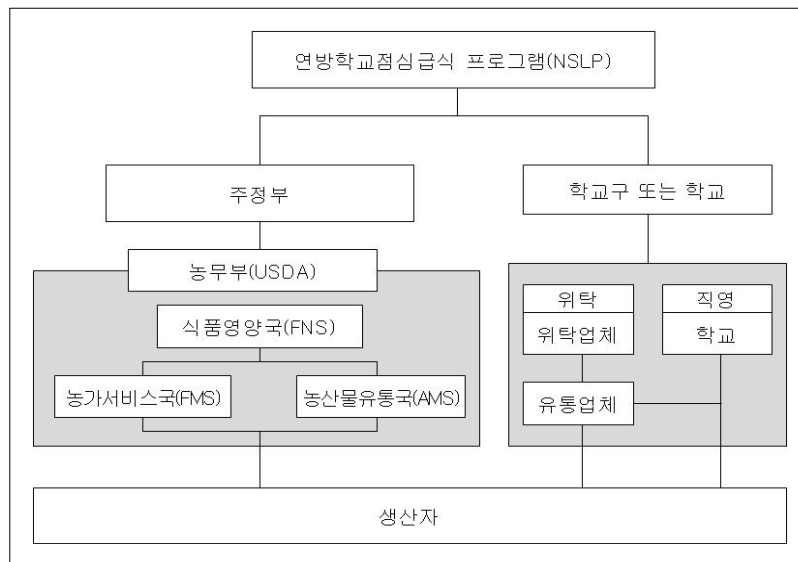 연방학교점심급식 프로그램(NSLP)
주정부
학교구 또는 학교
농무부(USDA)
식품영양국(FNS)
농가서비스국(FMS)
농산물유통국(AMS)
위탁
위탁업체
직영
학교
유통업체
생산자